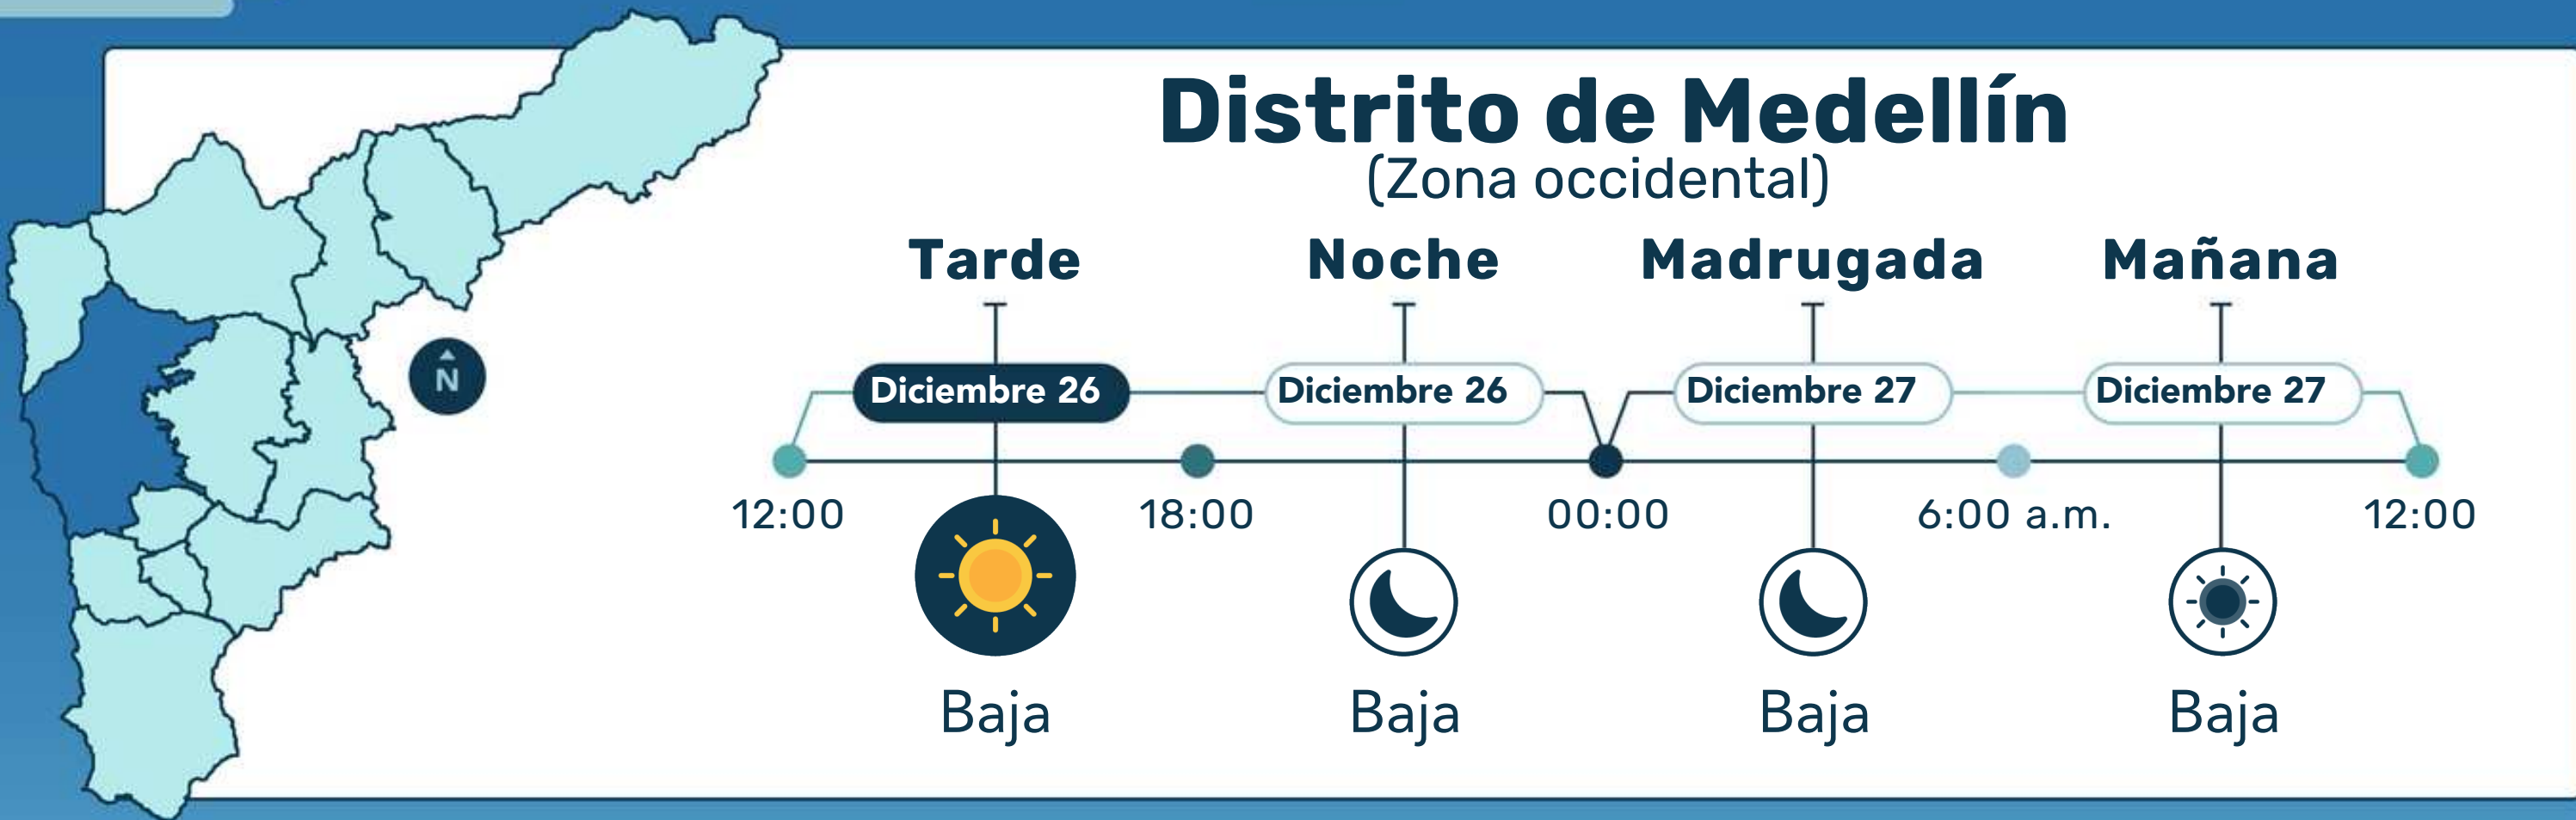 Distrito de Medellín
(Zona occidental)
Tarde Noche Madrugada Mañana
N
Diciembre 26 Diciembre 26 Diciembre 27 Diciembre 27
12:00 18:00 00:00 6:00 a.m. 12:00
Baja Baja Baja Baja